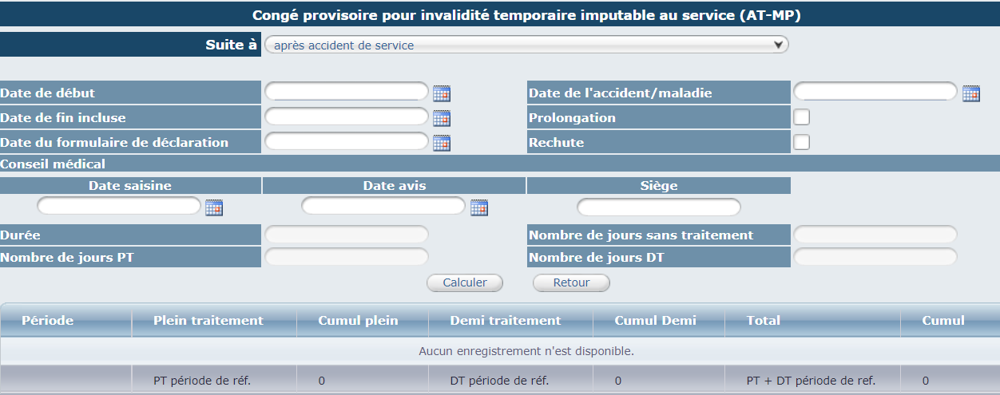 Congé provisoire pour invalidité temporaire imputable au service (AT-MP)
Suite à après accident de service
Date de début Date de l'accident/maladie
Date de fin incluse Prolongation
Date du formulaire de déclaration Rechute
Conseil médical
Date saisine Date avis Siège
Durée Nombre de jours sans traitement
Nombre de jours PT Nombre de jours DT
Calculer Retour
Période Plein traitement Cumul plein Demi traitement Cumul Demi Total Cumul
Aucun enregistrement n'est disponible.
PT période de réf. 0 DT période de réf. 0 PT + DT période de ref. 0